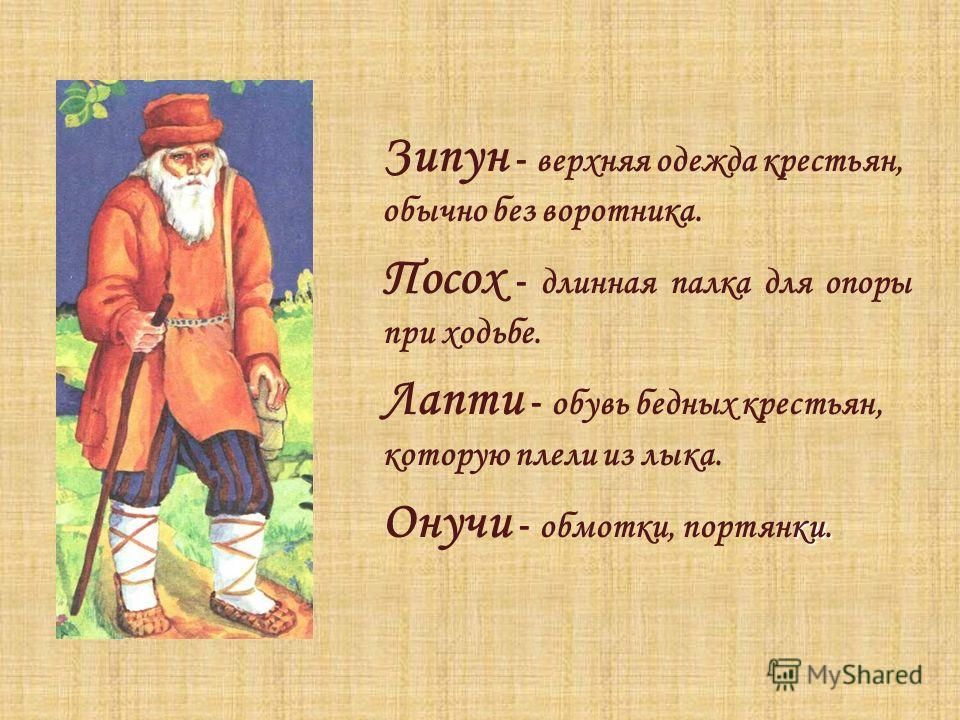 Зипун - верхняя одежда крестьян,
обычно без воротника.
Посох - длинная палка для опоры
при ходьбе.
Лапти - обувь бедных крестьян,
которую плели из лыка.
Онучи - обмотки, портянки.
MyShared